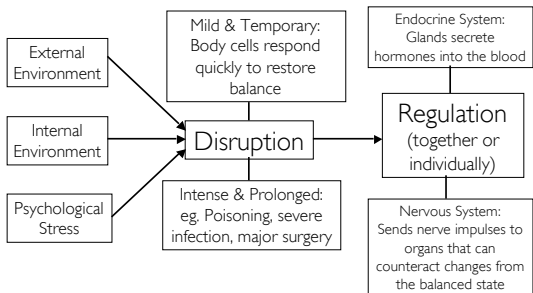 External
Environment
Internal
Environment
Psychological
Stress
Mild & Temporary:
Body cells respond
quickly to restore
balance
Disruption
Intense & Prolonged:
eg. Poisoning, severe
infection, major surgery
Endocrine System:
Glands secrete
hormones into the blood
Regulation
(together or
individually)
Nervous System:
Sends nerve impulses to
organs that can
counteract changes from
the balanced state